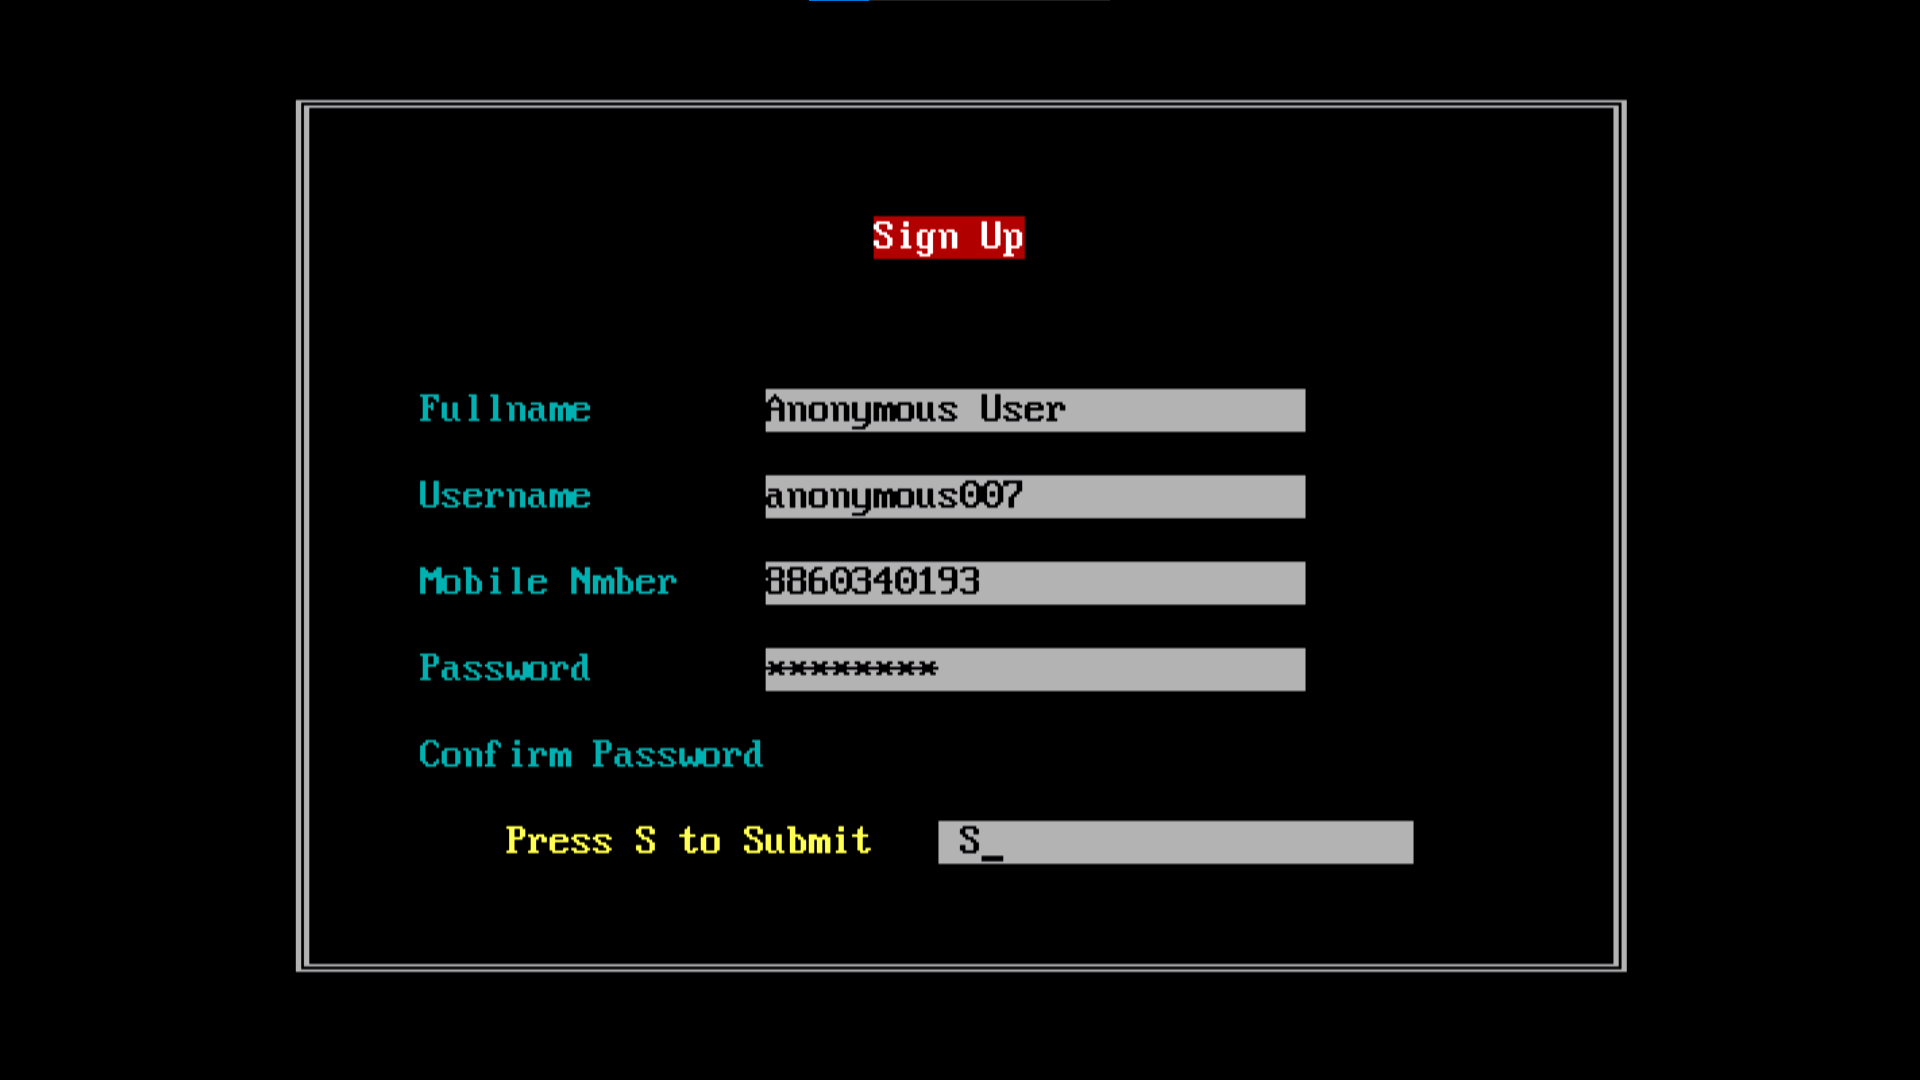 Sign Up
Fullname Anonymous User
Username anonymous007
Mobile Nmber 8860340193
Password ********
Confirm Password
Press S to Submit S_